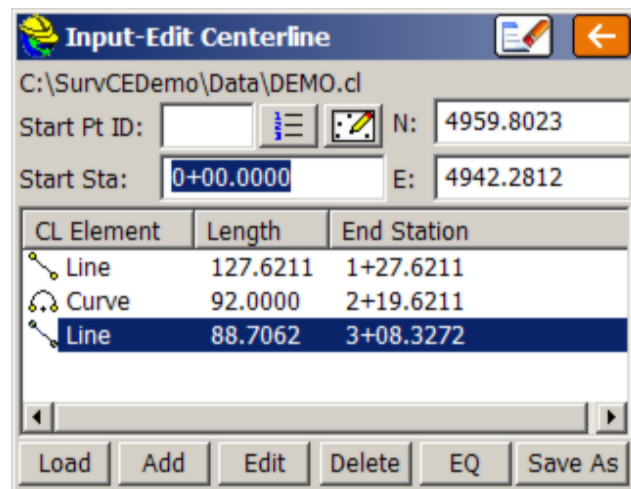 Input-Edit Centerline
C:\SurvCEDemo\Data\DEMO.cl
Start Pt ID: N: 4959.8023
Start Sta: 0+00.0000 E: 4942.2812
CL Element Length End Station
Line 127.6211 1+27.6211
Curve 92.0000 2+19.6211
Line 88.7062 3+08.3272
Load Add Edit Delete EQ Save As